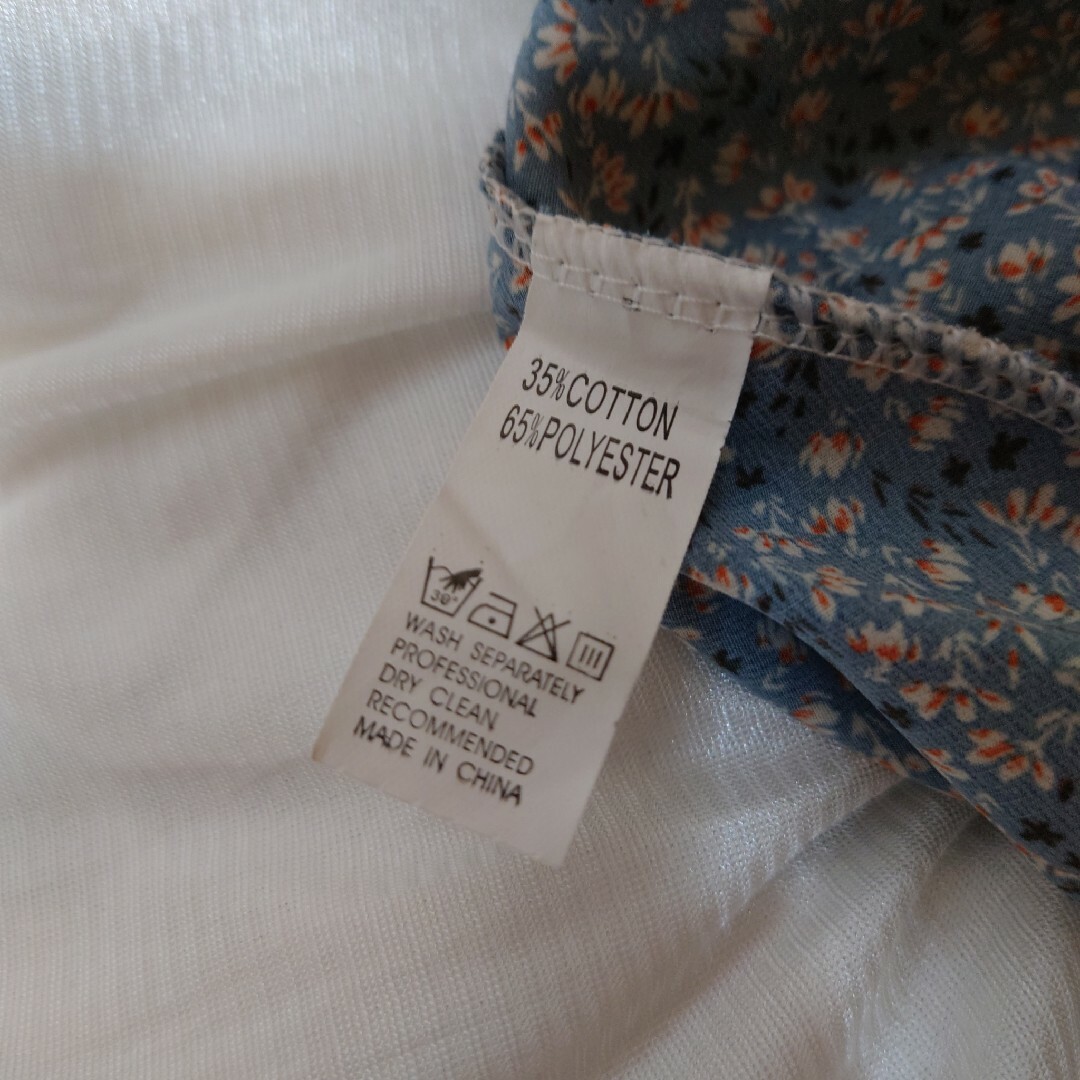 35%COTTON
65%POLYESTER
30°
WASH SEPARATELY
PROFESSIONAL
DRY CLEAN
RECOMMENDED
MADE IN CHINA